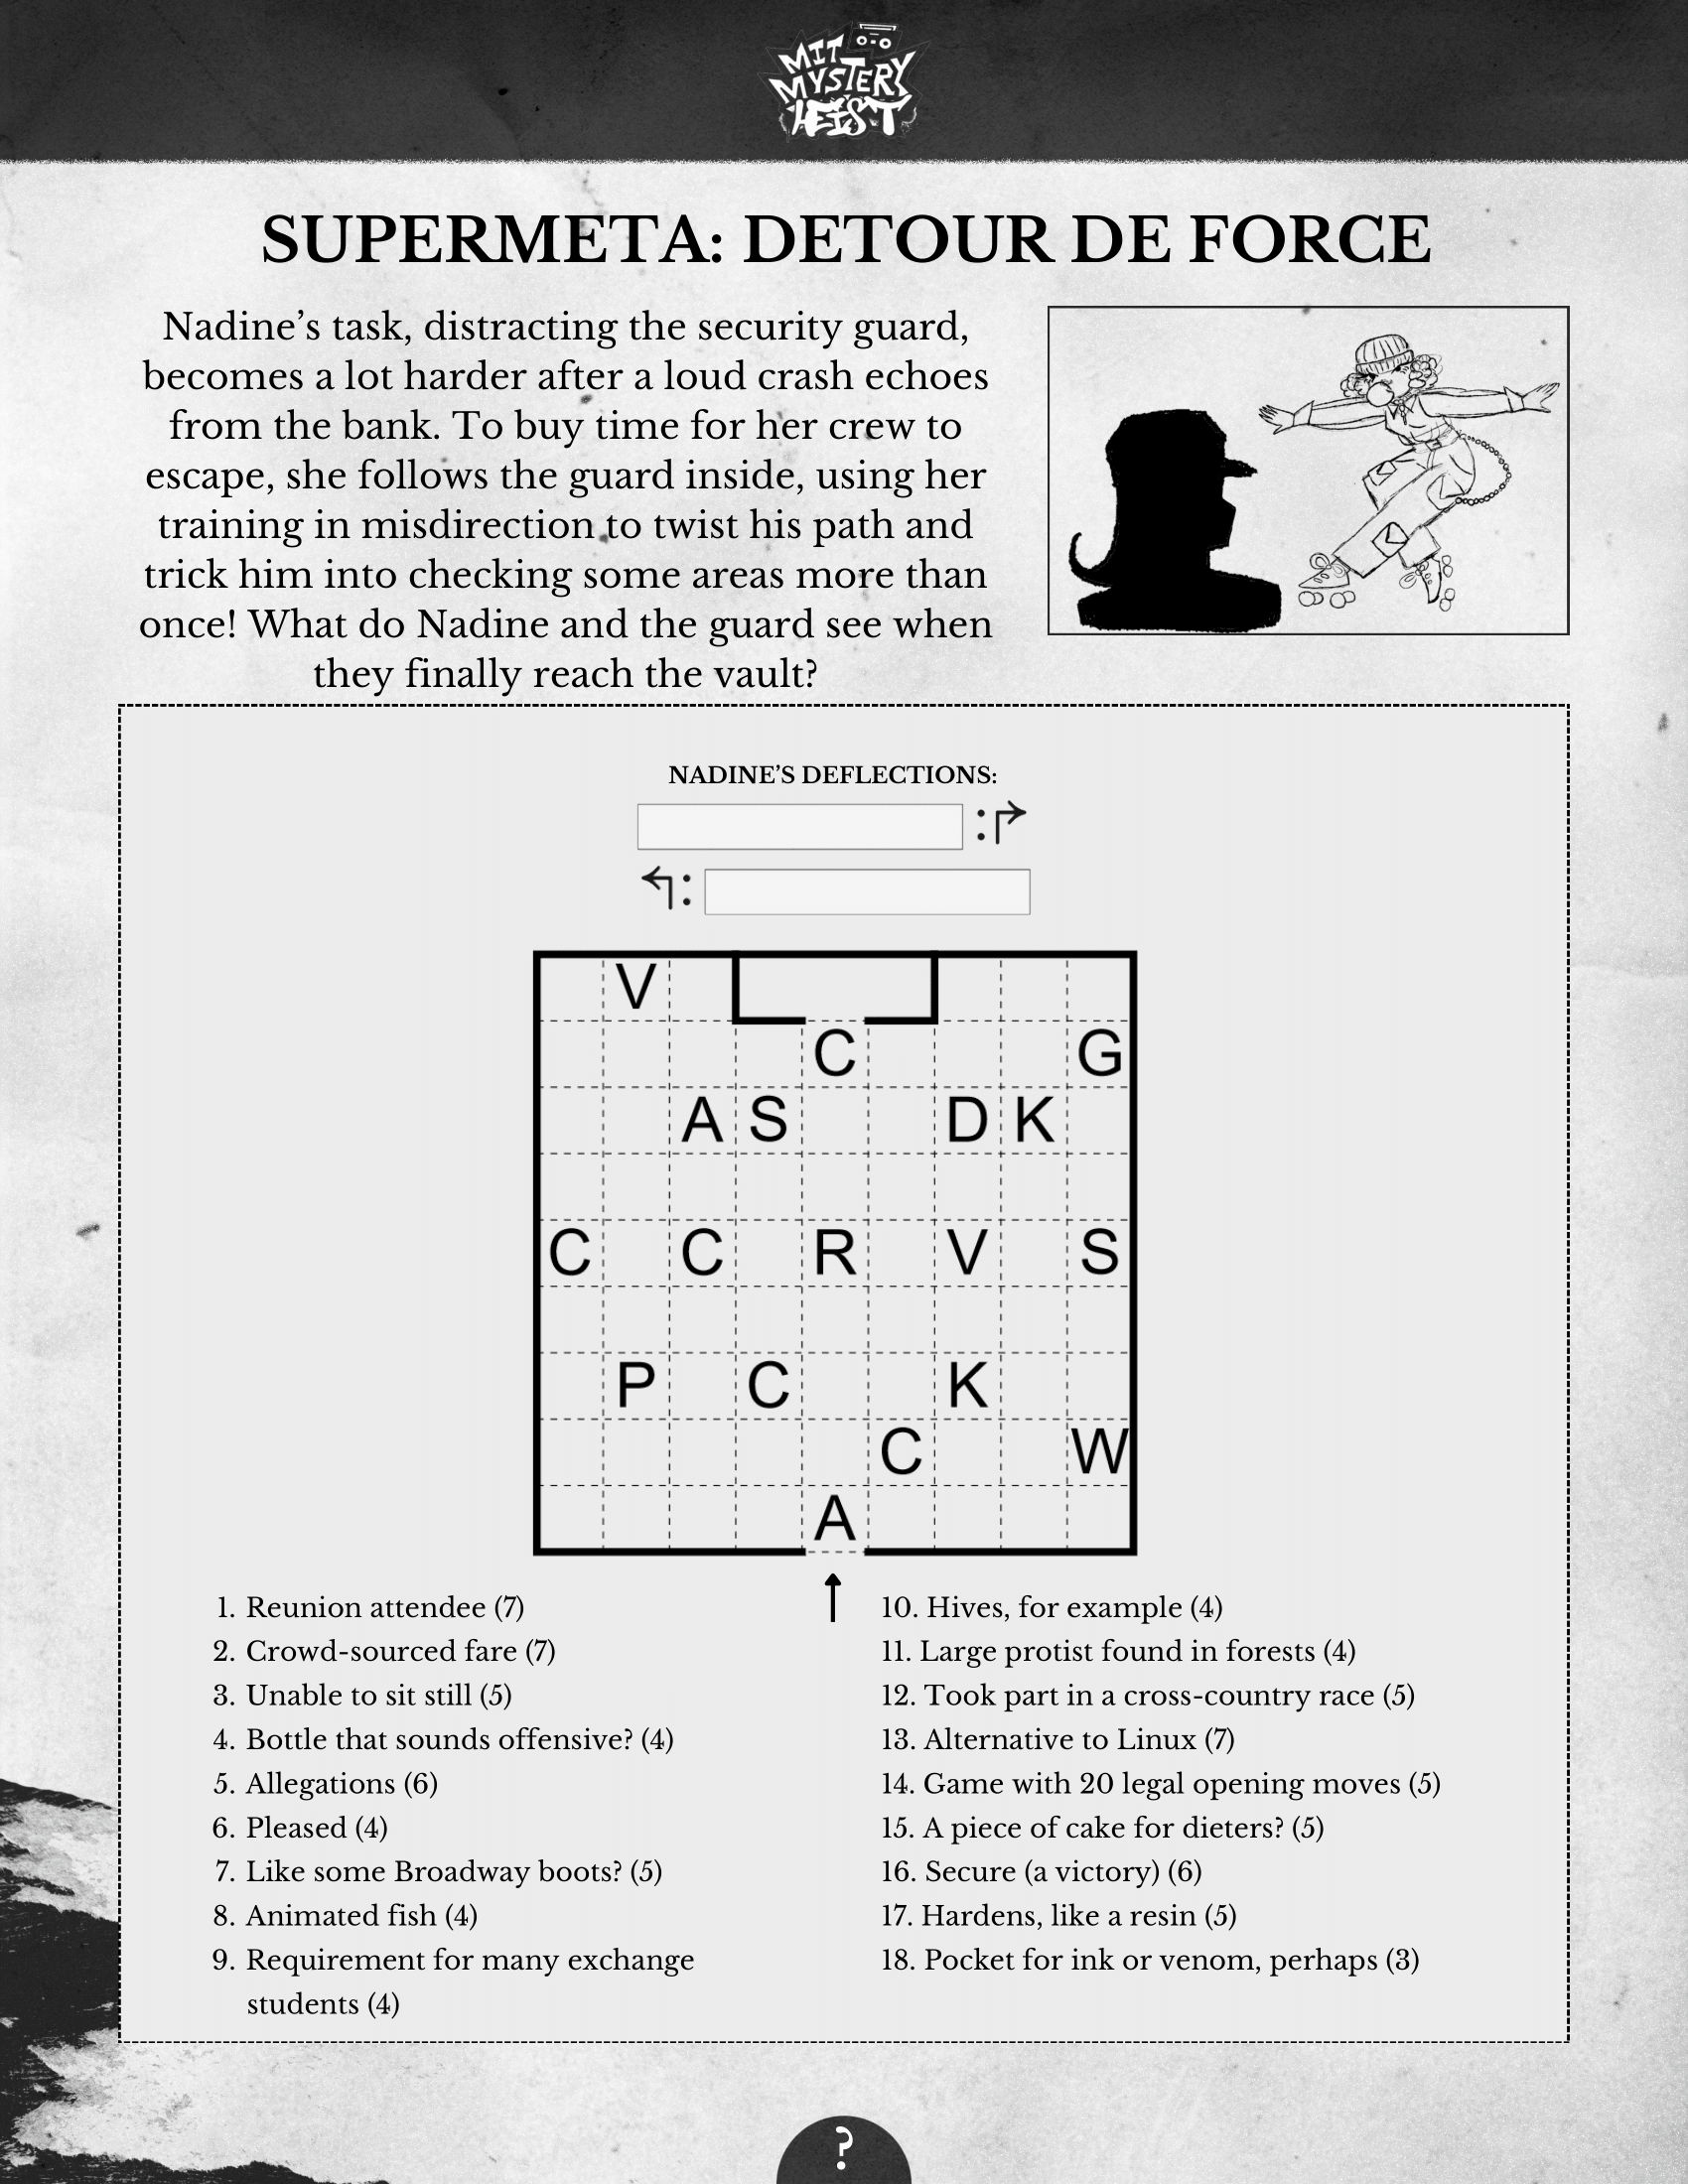 MIT
MYSTERY
HEIST
SUPERMETA: DETOUR DE FORCE
Nadine’s task, distracting the security guard,
becomes a lot harder after a loud crash echoes
from the bank. To buy time for her crew to
escape, she follows the guard inside, using her
training in misdirection to twist his path and
trick him into checking some areas more than
once! What do Nadine and the guard see when
they finally reach the vault?
NADINE’S DEFLECTIONS:
:
:
V
C G
A S D K
C C R V S
P C K
C W
A
1. Reunion attendee (7)
2. Crowd-sourced fare (7)
3. Unable to sit still (5)
4. Bottle that sounds offensive? (4)
5. Allegations (6)
6. Pleased (4)
7. Like some Broadway boots? (5)
8. Animated fish (4)
9. Requirement for many exchange
students (4)
10. Hives, for example (4)
11. Large protist found in forests (4)
12. Took part in a cross-country race (5)
13. Alternative to Linux (7)
14. Game with 20 legal opening moves (5)
15. A piece of cake for dieters? (5)
16. Secure (a victory) (6)
17. Hardens, like a resin (5)
18. Pocket for ink or venom, perhaps (3)
?